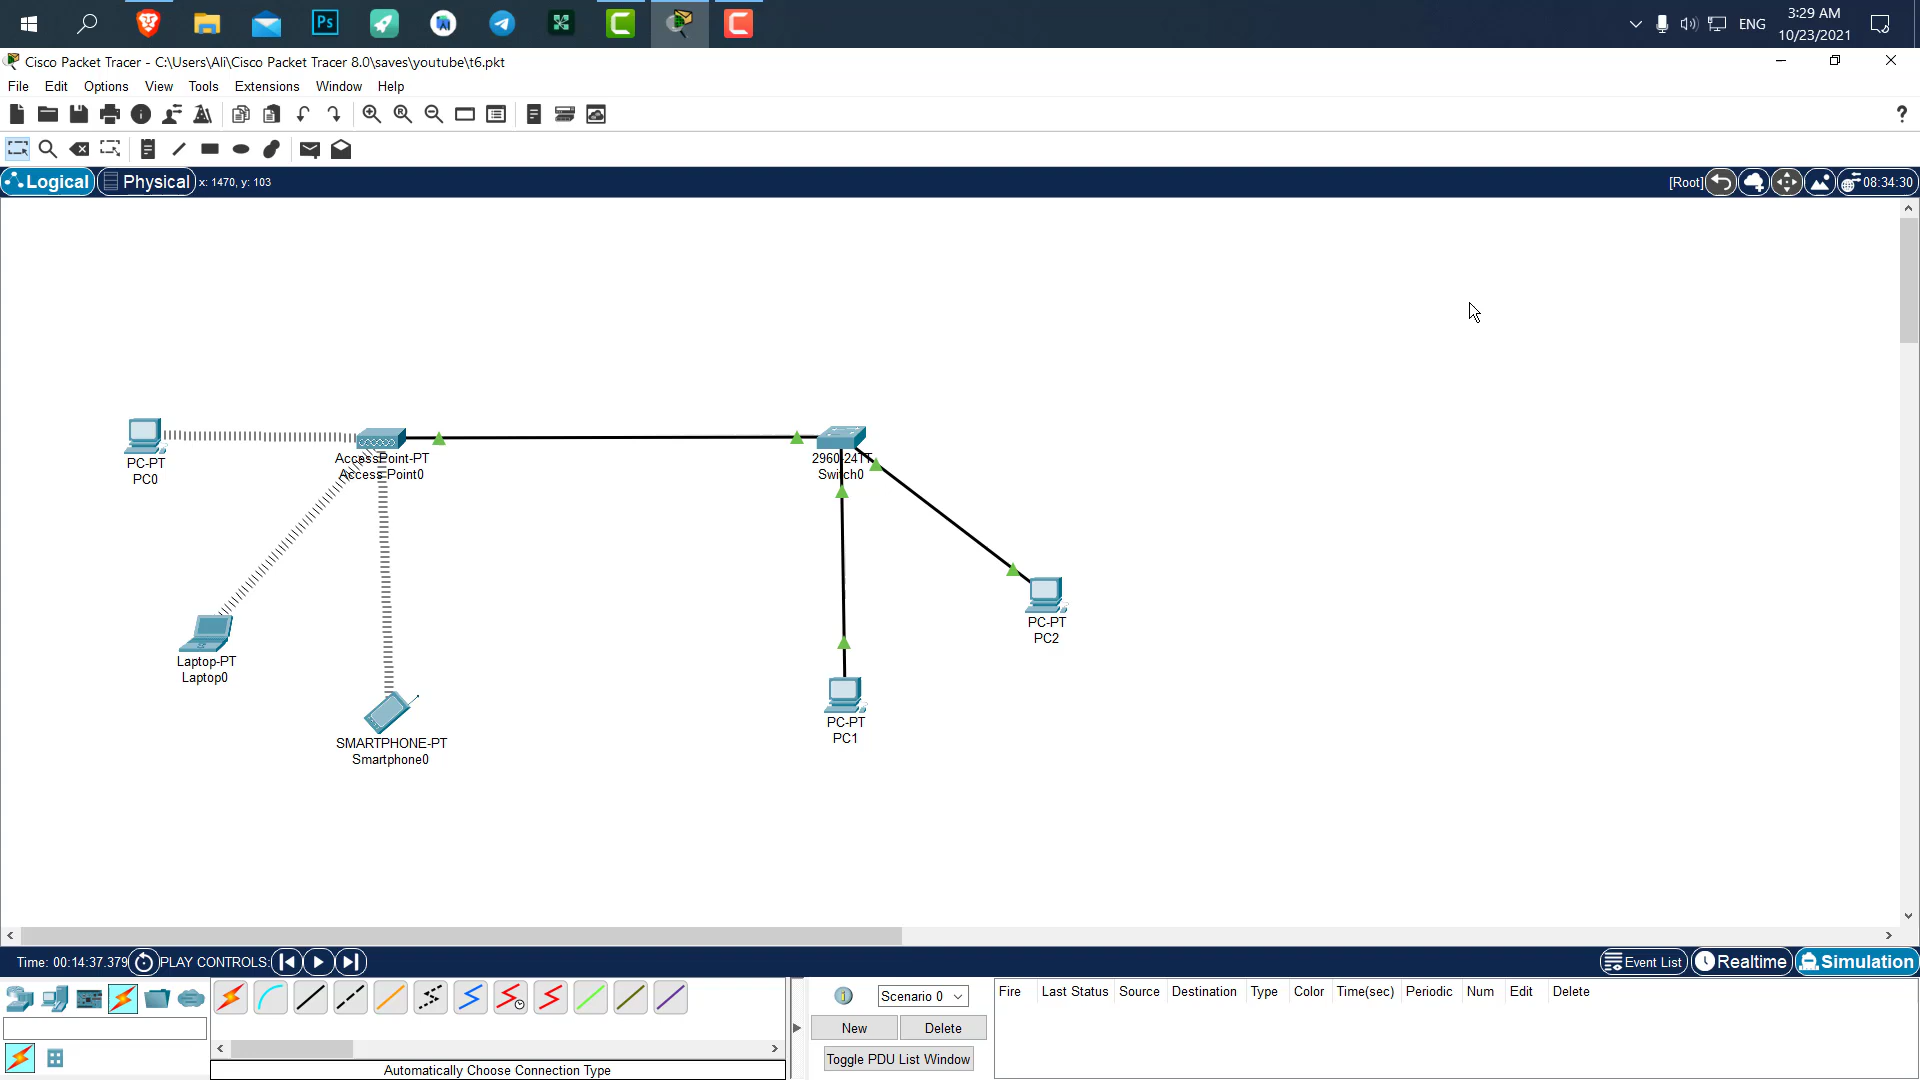 Ps
ENG
3:29 AM
10/23/2021
Cisco Packet Tracer - C:\Users\Ali\Cisco Packet Tracer 8.0\saves\youtube\t6.pkt
File Edit Options View Tools Extensions Window Help
Logical Physical x: 1470, y: 103
[Root] 08:34:30
PC-PT
PC0
AccessPoint-PT
Access Point0
2960-24TT
Switch0
PC-PT
PC2
Laptop-PT
Laptop0
PC-PT
PC1
SMARTPHONE-PT
Smartphone0
Time: 00:14:37.379 PLAY CONTROLS:
Event List Realtime Simulation
Scenario 0
New Delete
Toggle PDU List Window
Fire Last Status Source Destination Type Color Time(sec) Periodic Num Edit Delete
Automatically Choose Connection Type